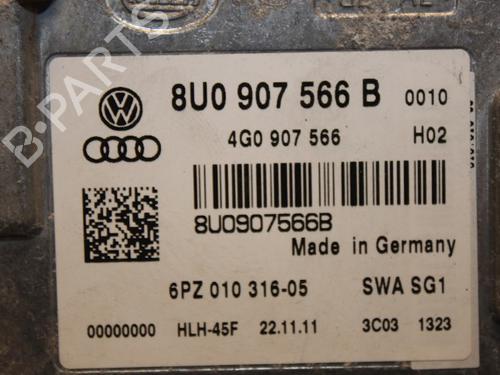 8U0 907 566 B 0010
4G0 907 566 H02
8U0907566B
Made in Germany
6PZ 010 316-05 SWA SG1
00000000 HLH-45F 22.11.11 3C03 1323
B-PARTS